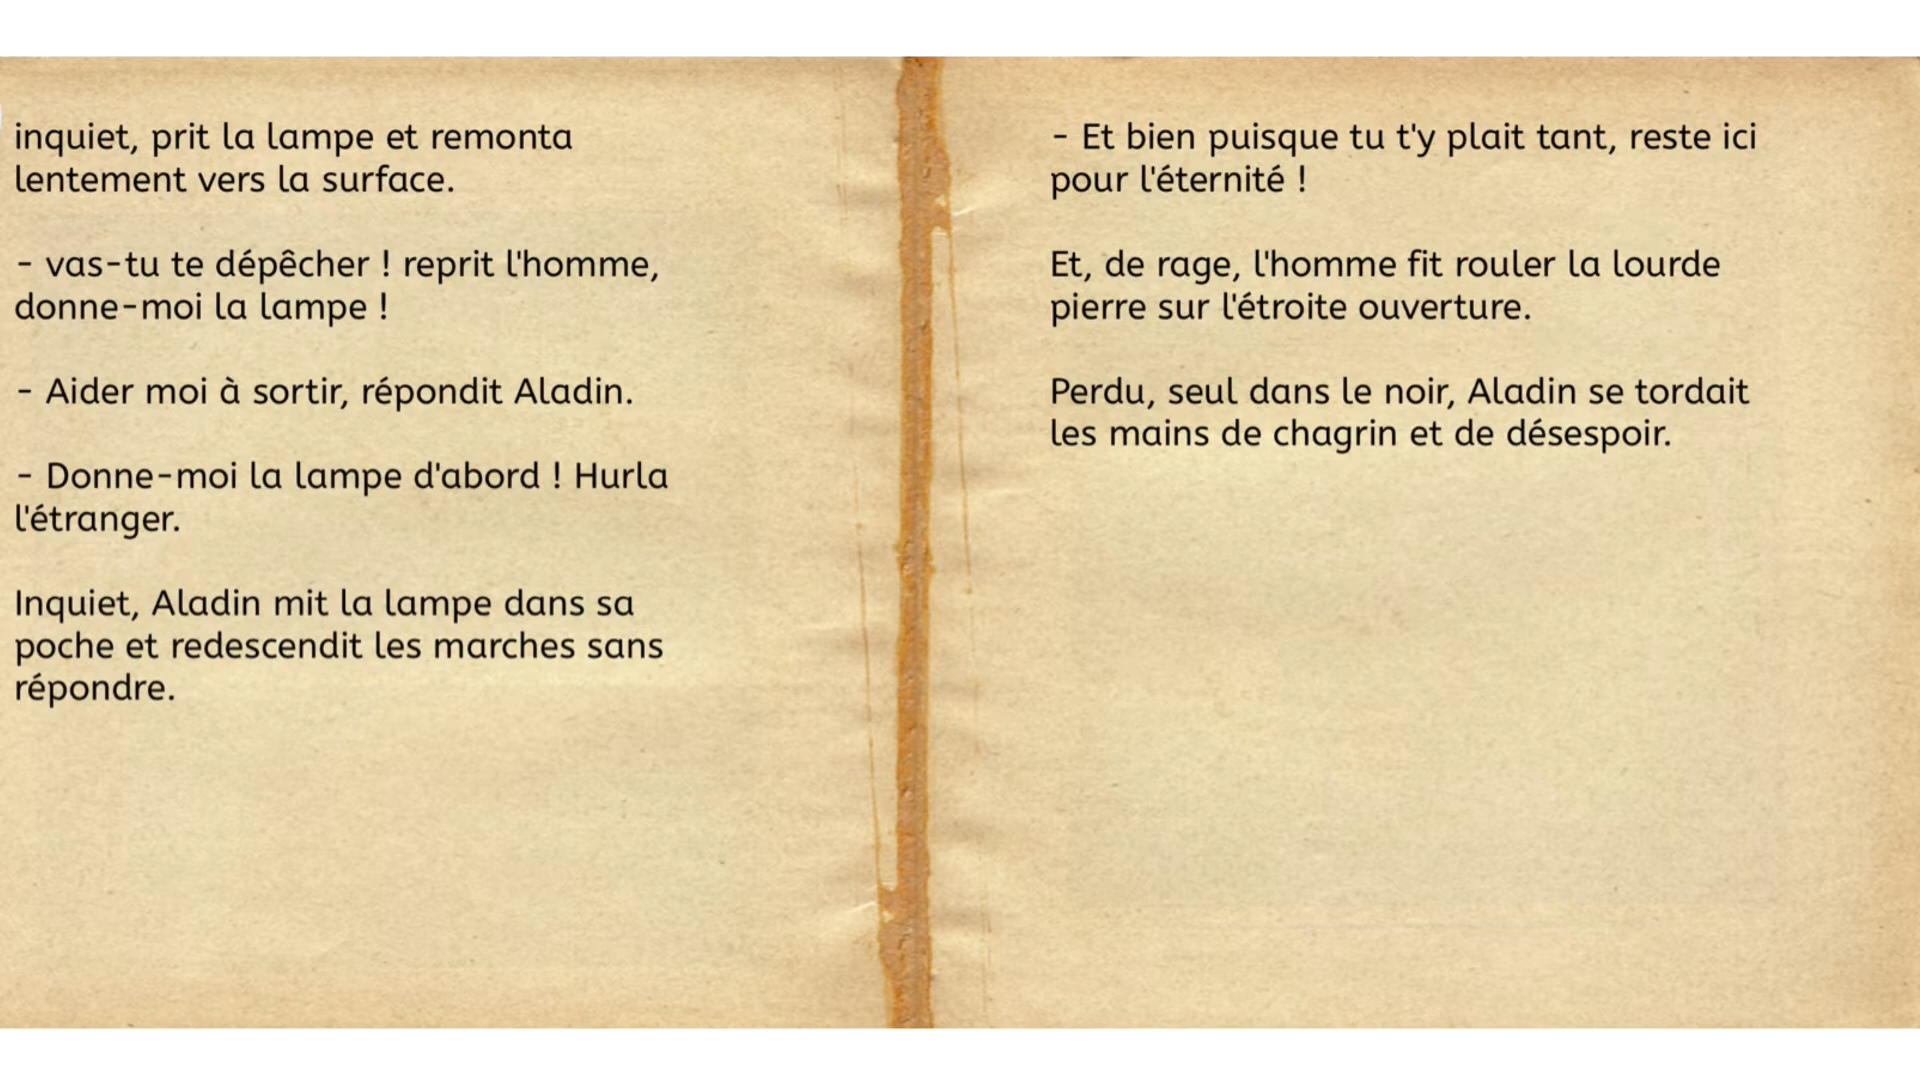 inquiet, prit la lampe et remonta
lentement vers la surface.
- vas-tu te dépêcher ! reprit l'homme,
donne-moi la lampe !
- Aider moi à sortir, répondit Aladin.
- Donne-moi la lampe d'abord ! Hurla
l'étranger.
Inquiet, Aladin mit la lampe dans sa
poche et redescendit les marches sans
répondre.
- Et bien puisque tu t'y plait tant, reste ici
pour l'éternité !
Et, de rage, l'homme fit rouler la lourde
pierre sur l'étroite ouverture.
Perdu, seul dans le noir, Aladin se tordait
les mains de chagrin et de désespoir.